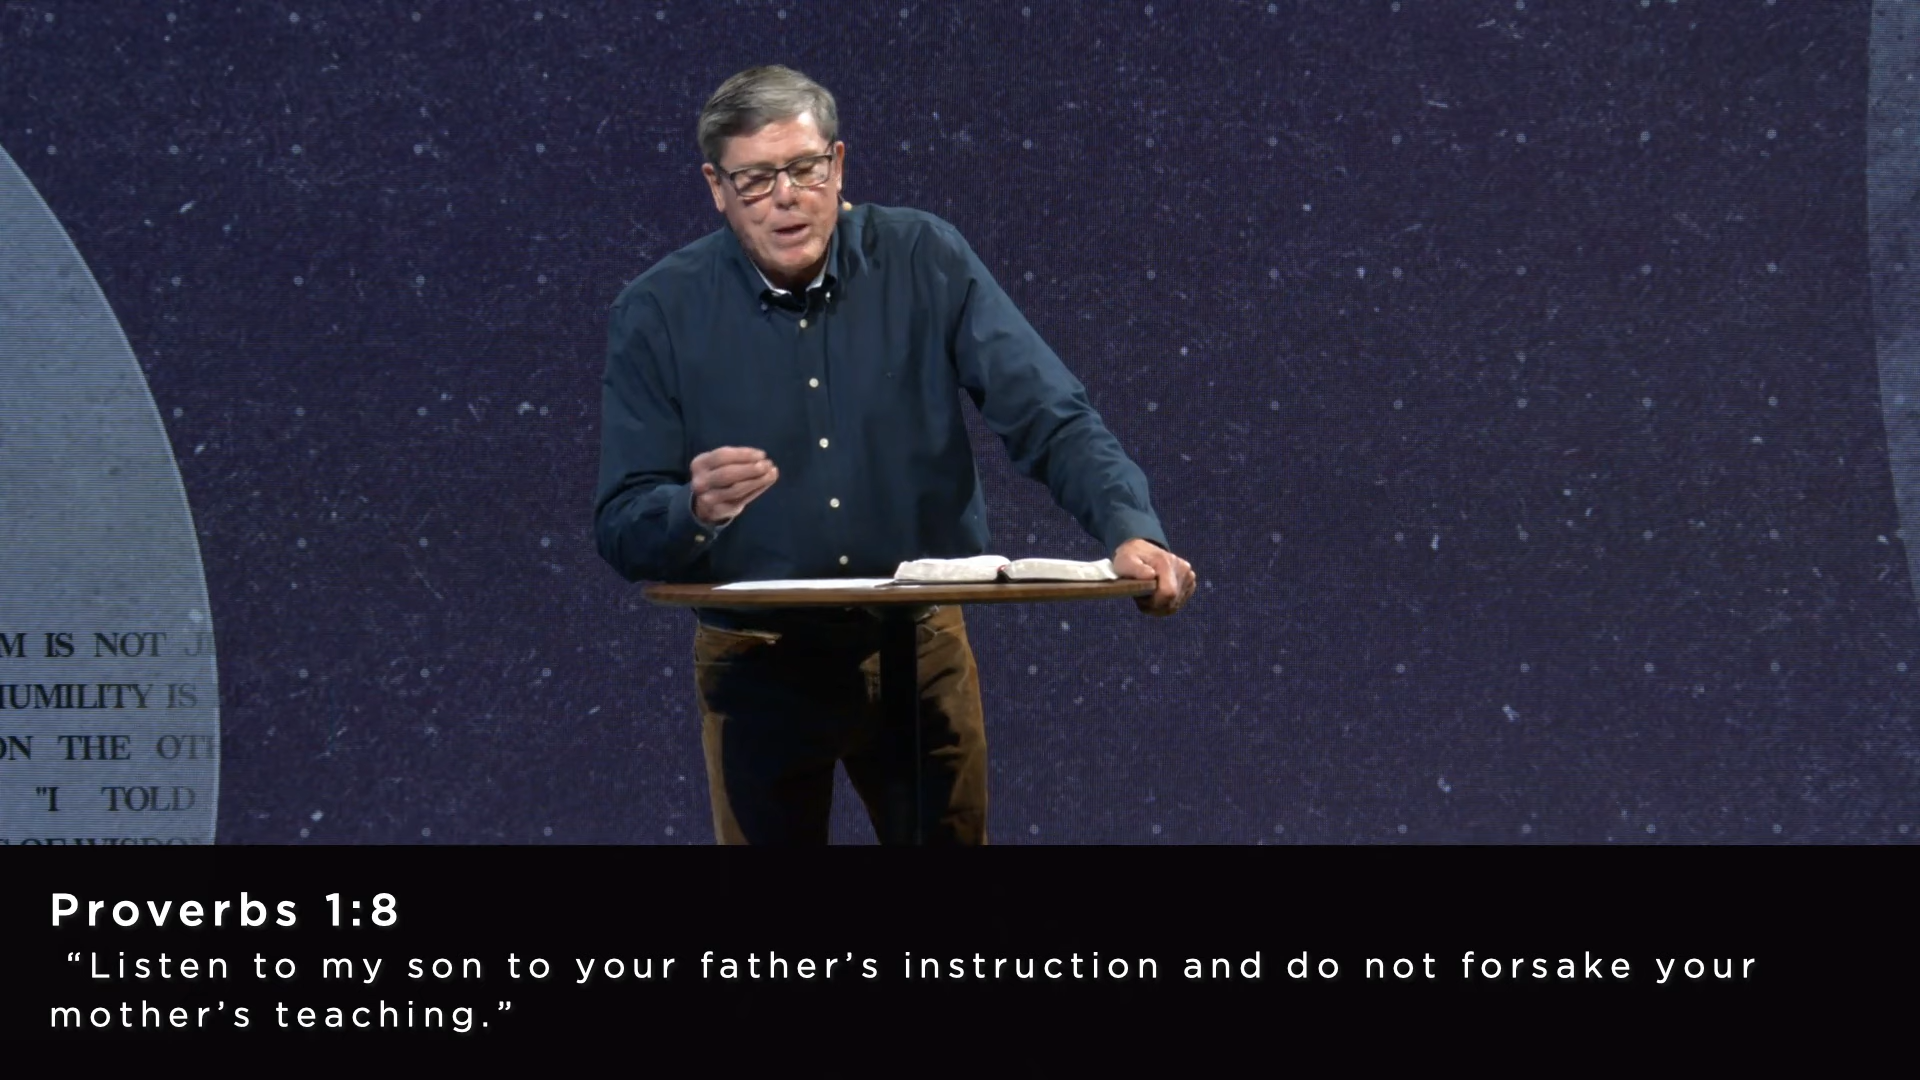 IS NOT
HUMILITY IS
ON THE
"I TOLD
Proverbs 1:8
“Listen to my son to your father’s instruction and do not forsake your
mother’s teaching.”